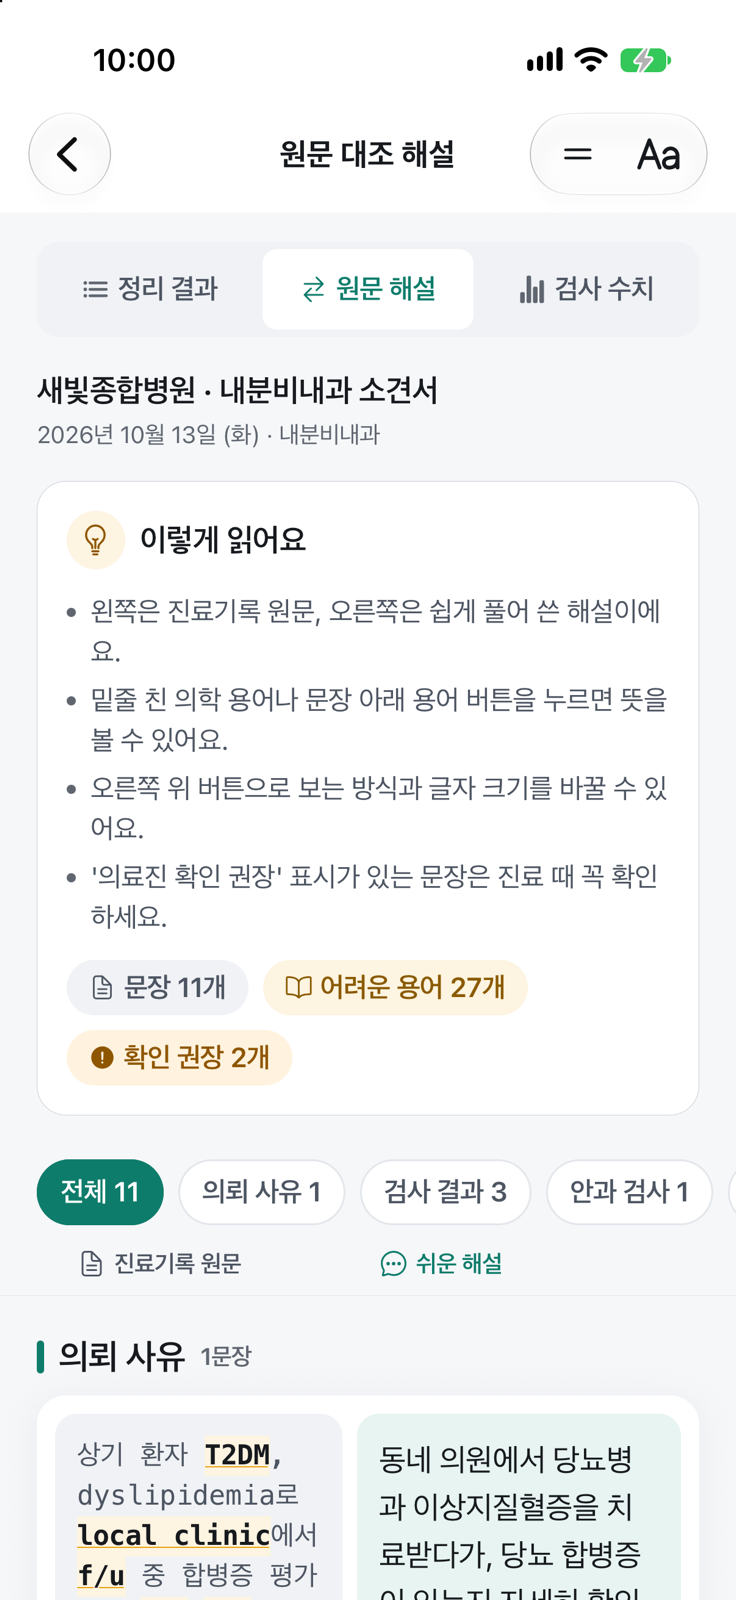 10:00
원문 대조 해설
Aa
정리 결과
원문 해설
검사 수치
새빛종합병원 · 내분비내과 소견서
2026년 10월 13일 (화) · 내분비내과
이렇게 읽어요
• 왼쪽은 진료기록 원문, 오른쪽은 쉽게 풀어 쓴 해설이에
요.
• 밑줄 친 의학 용어나 문장 아래 용어 버튼을 누르면 뜻을
볼 수 있어요.
• 오른쪽 위 버튼으로 보는 방식과 글자 크기를 바꿀 수 있
어요.
• '의료진 확인 권장' 표시가 있는 문장은 진료 때 꼭 확인
하세요.
문장 11개
어려운 용어 27개
확인 권장 2개
전체 11
의뢰 사유 1
검사 결과 3
안과 검사 1
진료기록 원문
쉬운 해설
의뢰 사유 1문장
상기 환자 T2DM,
dyslipidemia로
local clinic에서
f/u 중 합병증 평가
동네 의원에서 당뇨병
과 이상지질혈증을 치
료받다가, 당뇨 합병증